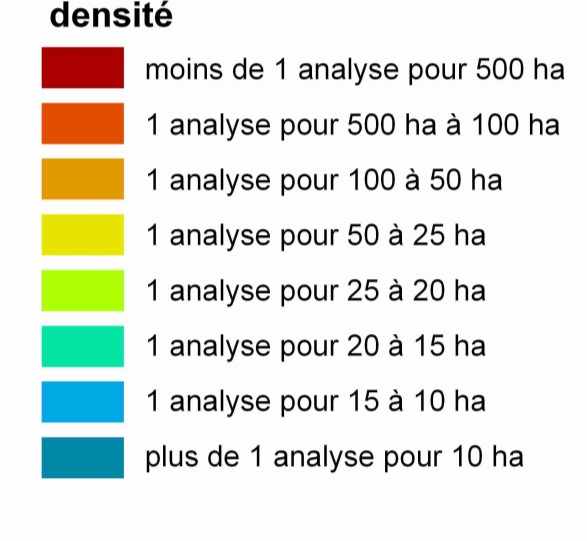 densité
moins de 1 analyse pour 500 ha
1 analyse pour 500 ha à 100 ha
1 analyse pour 100 à 50 ha
1 analyse pour 50 à 25 ha
1 analyse pour 25 à 20 ha
1 analyse pour 20 à 15 ha
1 analyse pour 15 à 10 ha
plus de 1 analyse pour 10 ha